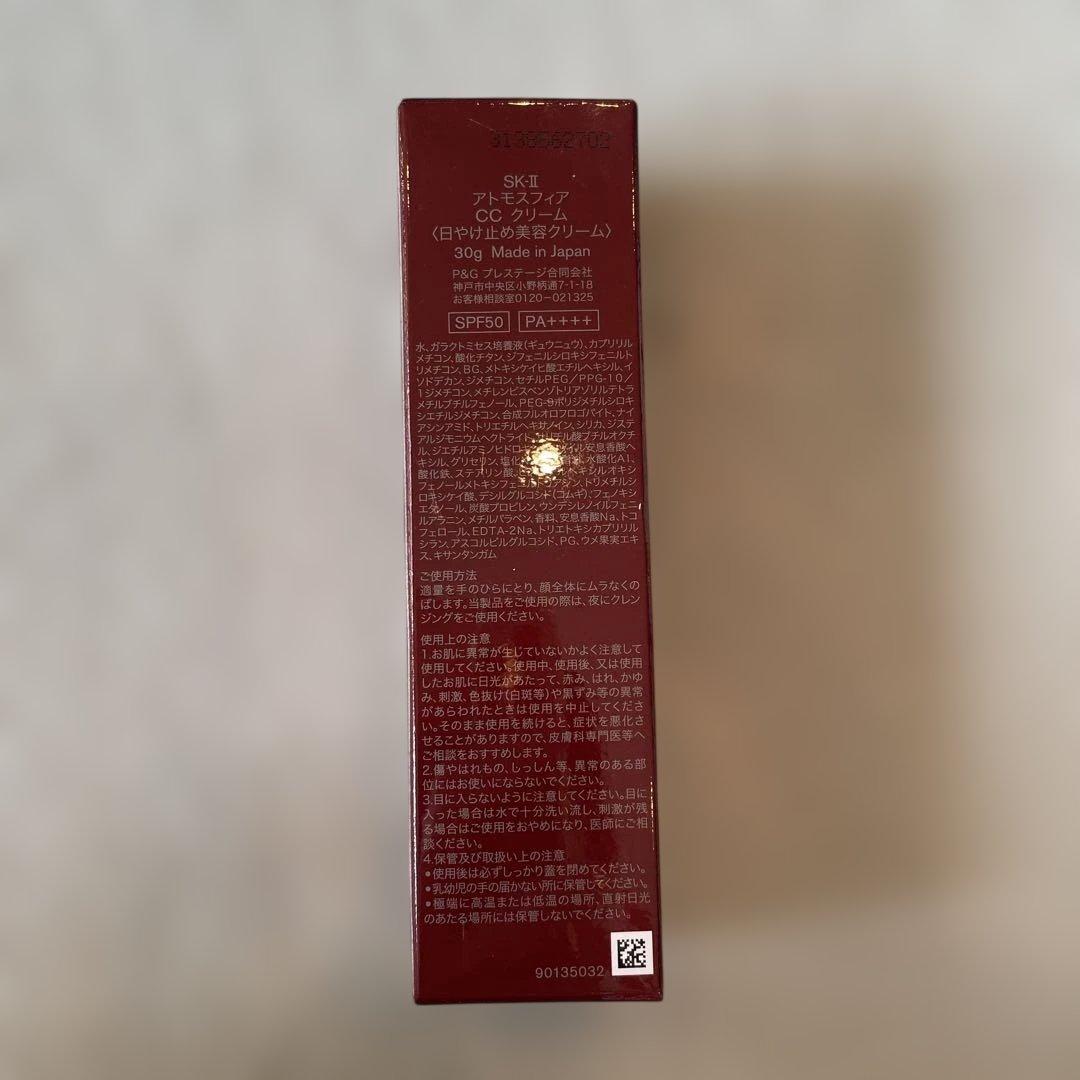 3138562702
SK-II
アトモスフィア
CC クリーム
〈日やけ止め美容クリーム〉
30g Made in Japan
P&G プレステージ合同会社
神戸市中央区小野柄通7-1-18
お客様相談室0120-021325
SPF50 PA++++
水、ガラクトミセス培養液(ギュウニュウ)、カプリリル
メチコン、酸化チタン、ジフェニルシロキシフェニルト
リメチコン、BG、メトキシケイヒ酸エチルヘキシル、イ
ソドデカン、ジメチコン、セチルPEG/PPG-10/
1ジメチコン、メチレンビスベンゾトリアゾリルテトラ
メチルブチルフェノール、PEG-9ポリジメチルシロキ
シエチルジメチコン、合成フルオロフロゴパイト、ナイ
アシンアミド、トリエチルヘキサノイン、シリカ、ジステ
アルジモニウムヘクトライト、サリチル酸ブチルオクチ
ル、ジエチルアミノヒドロ 安息香酸ヘ
キシル、グリセリン、塩化 水酸化Al、
酸化鉄、ステアリン酸、 ヘキシルオキシ
フェノールメトキシフェニルトリアジン、トリメチルシ
ロキシケイ酸、デシルグルコシド(コムギ)、フェノキシ
エタノール、炭酸プロピレン、ウンデシレノイルフェニ
ルアラニン、メチルパラベン、香料、安息香酸Na、トコ
フェロール、EDTA-2Na、トリエトキシカプリリル
シラン、アスコルビルグルコシド、PG、ウメ果実エキ
ス、キサンタンガム
ご使用方法
適量を手のひらにとり、顔全体にムラなくの
ばします。当製品をご使用の際は、夜にクレン
ジングをご使用ください。
使用上の注意
1.お肌に異常が生じていないかよく注意して
使用してください。使用中、使用後、又は使用
したお肌に日光があたって、赤み、はれ、かゆ
み、刺激、色抜け(白斑等)や黒ずみ等の異常
があらわれたときは使用を中止してくださ
い。そのまま使用を続けると、症状を悪化さ
せることがありますので、皮膚科専門医等へ
ご相談をおすすめします。
2.傷やはれもの、しっしん等、異常のある部
位にはお使いにならないでください。
3.目に入らないように注意してください。目に
入った場合は水で十分洗い流し、刺激が残
る場合はご使用をおやめになり、医師にご相
談ください。
4.保管及び取扱い上の注意
•使用後は必ずしっかり蓋を閉めてください。
•乳幼児の手の届かない所に保管してください。
•極端に高温または低温の場所、直射日光
のあたる場所には保管しないでください。
90135032